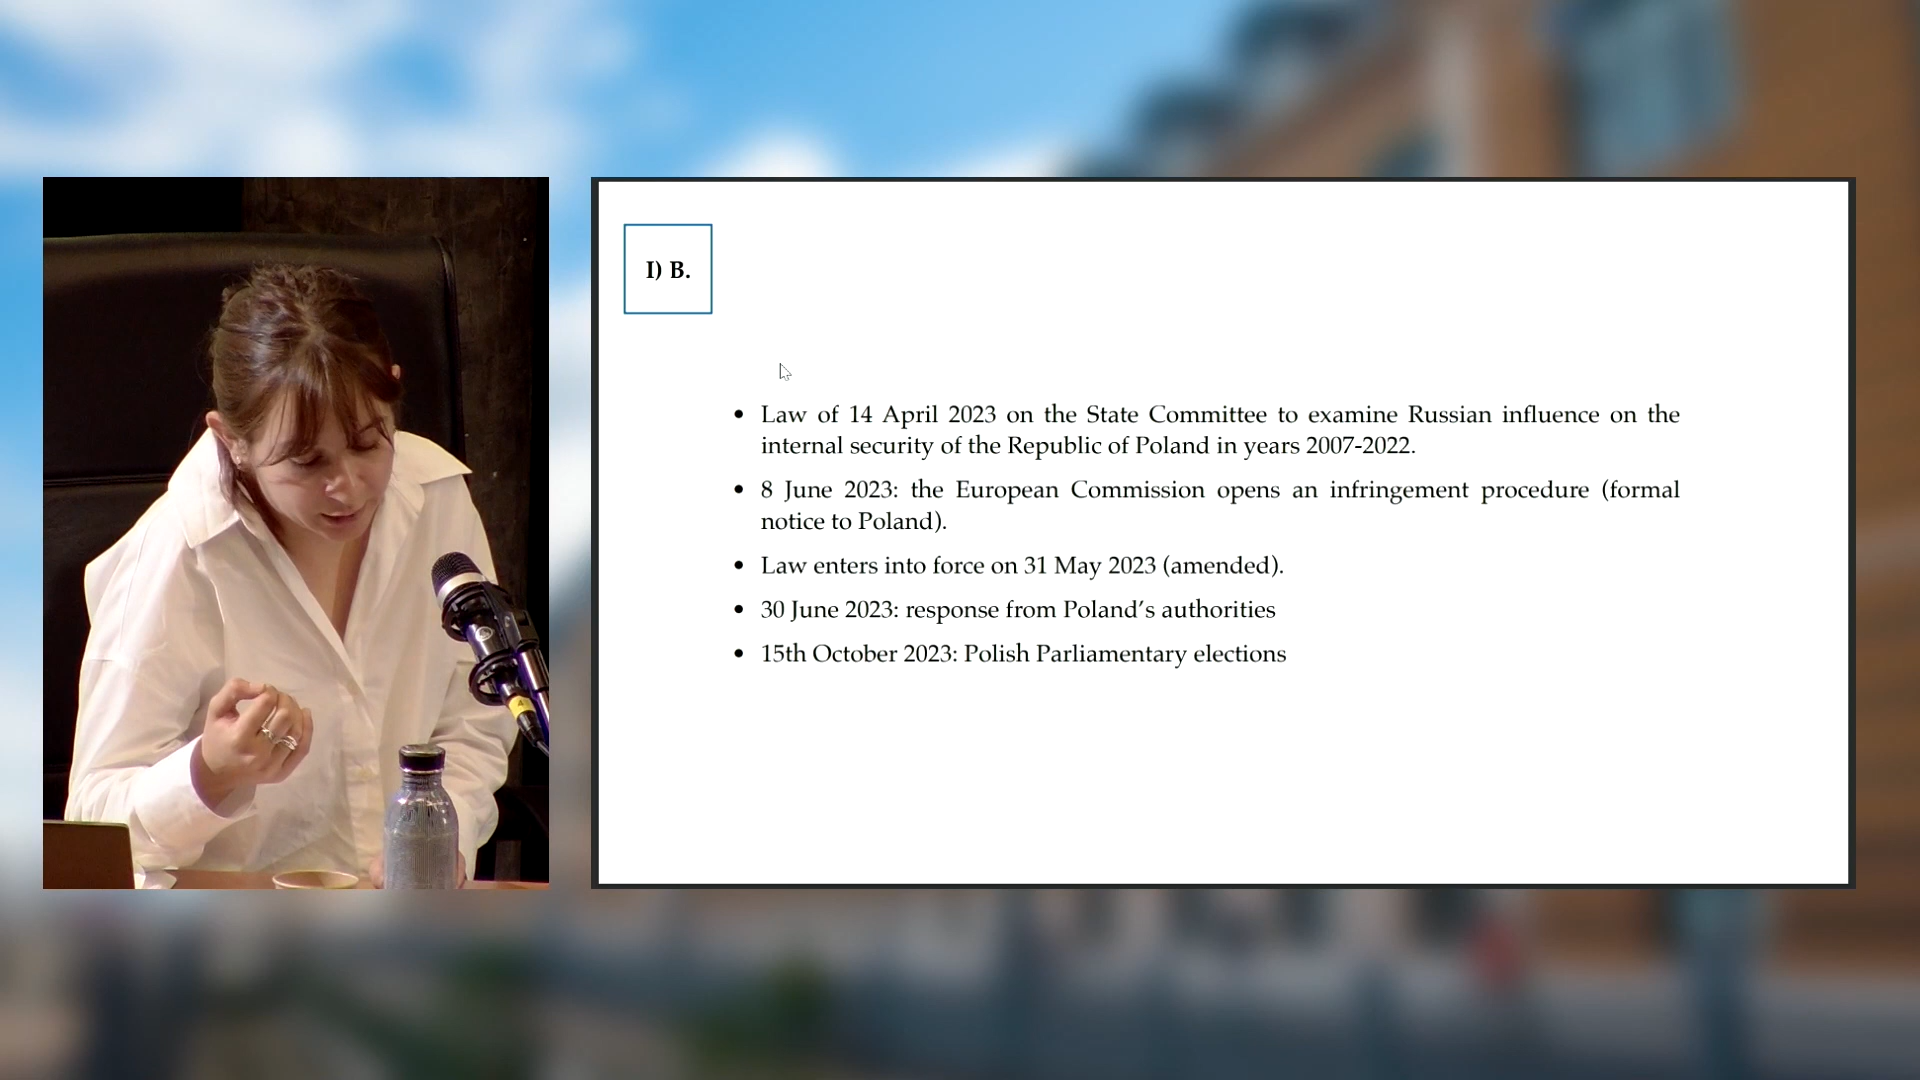 I) B.
• Law of 14 April 2023 on the State Committee to examine Russian influence on the
internal security of the Republic of Poland in years 2007-2022.
• 8 June 2023: the European Commission opens an infringement procedure (formal
notice to Poland).
• Law enters into force on 31 May 2023 (amended).
• 30 June 2023: response from Poland’s authorities
• 15th October 2023: Polish Parliamentary elections
4